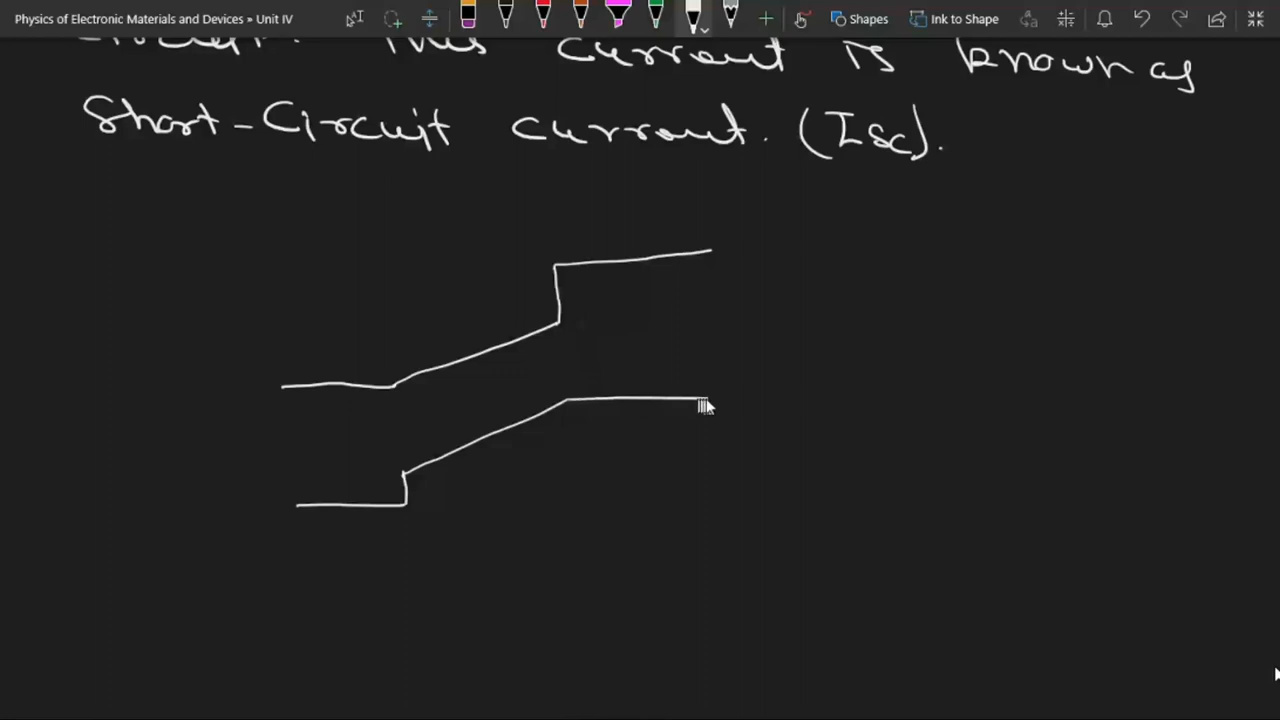 Physics of Electronic Materials and Devices » Unit IV
Shapes
Ink to Shape
This current is known as
Short-Circuit current. (Isc).